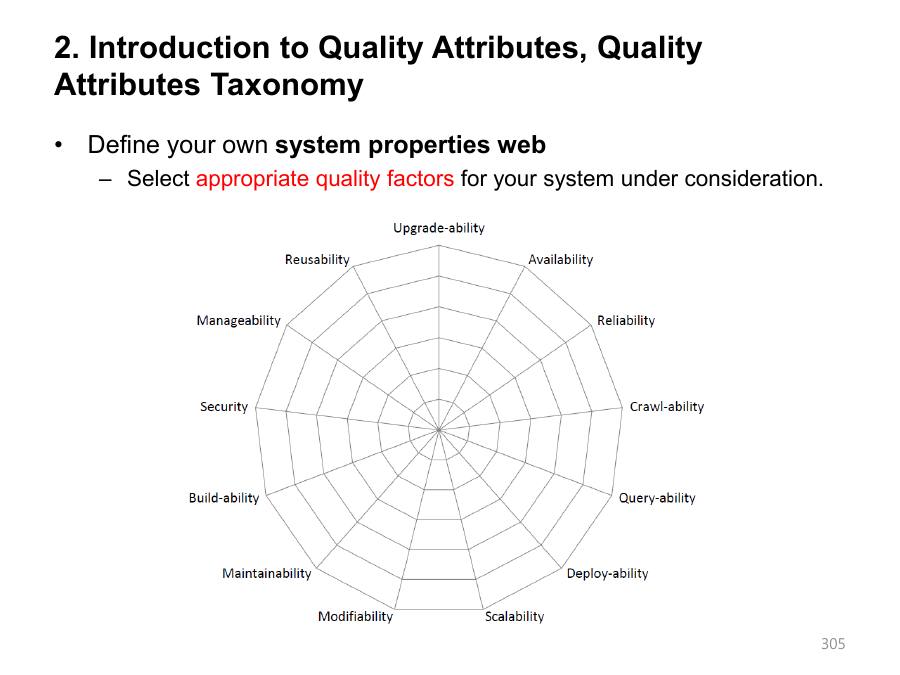 2. Introduction to Quality Attributes, Quality
Attributes Taxonomy
• Define your own system properties web
– Select appropriate quality factors for your system under consideration.
Upgrade-ability
Reusability
Availability
Manageability
Reliability
Security
Crawl-ability
Build-ability
Query-ability
Maintainability
Deploy-ability
Modifiability
Scalability
305